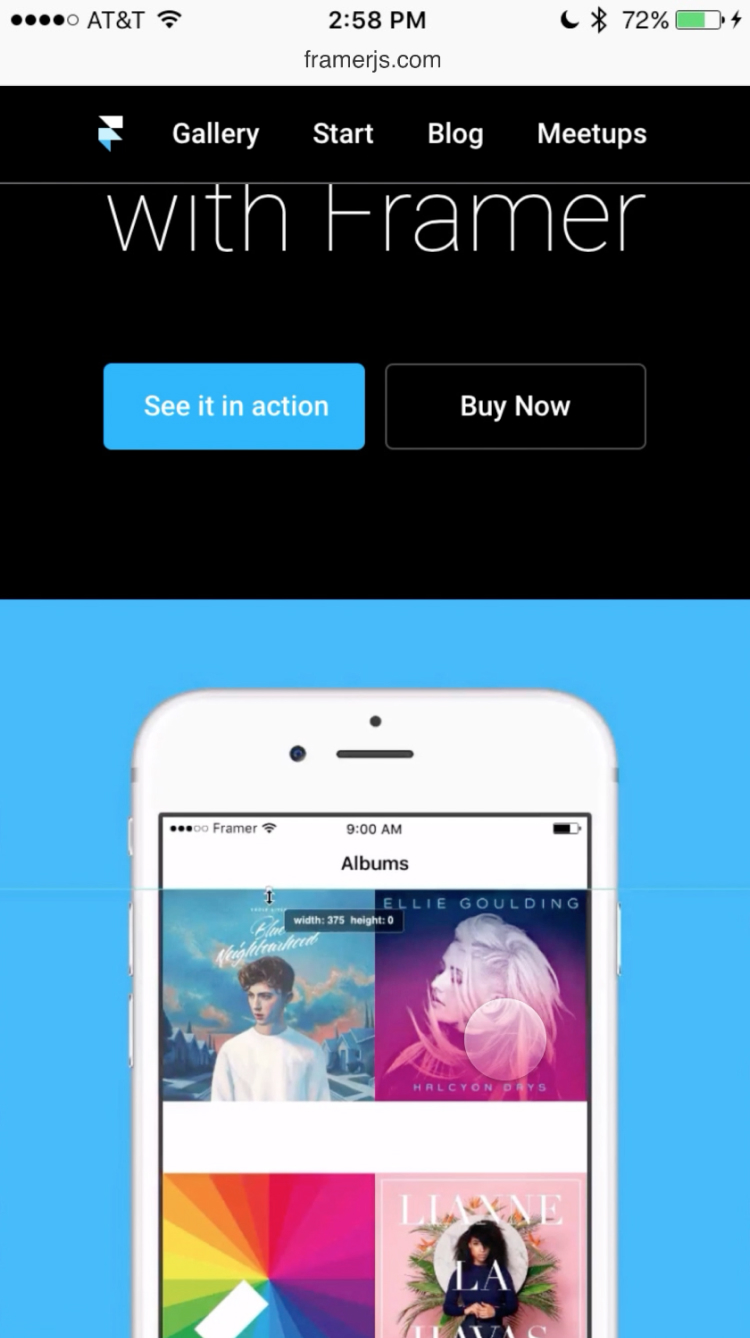 AT&T 2:58 PM 72%
framerjs.com
Gallery Start Blog Meetups
with Framer
See it in action Buy Now
Framer 9:00 AM
Albums
ELLIE GOULDING
width: 375 height: 0
Blue
Neighbourhood
HALCYON DAYS
LIANNE
LA
HAVAS